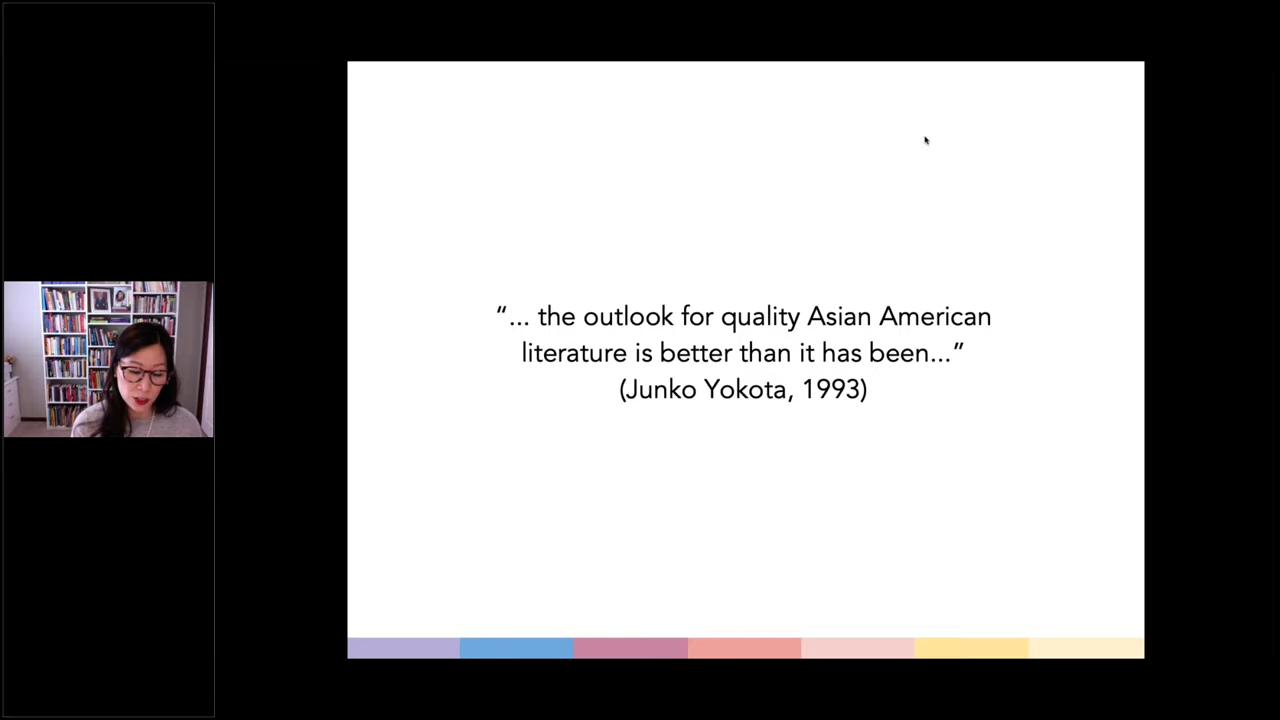 “... the outlook for quality Asian American
literature is better than it has been...”
(Junko Yokota, 1993)